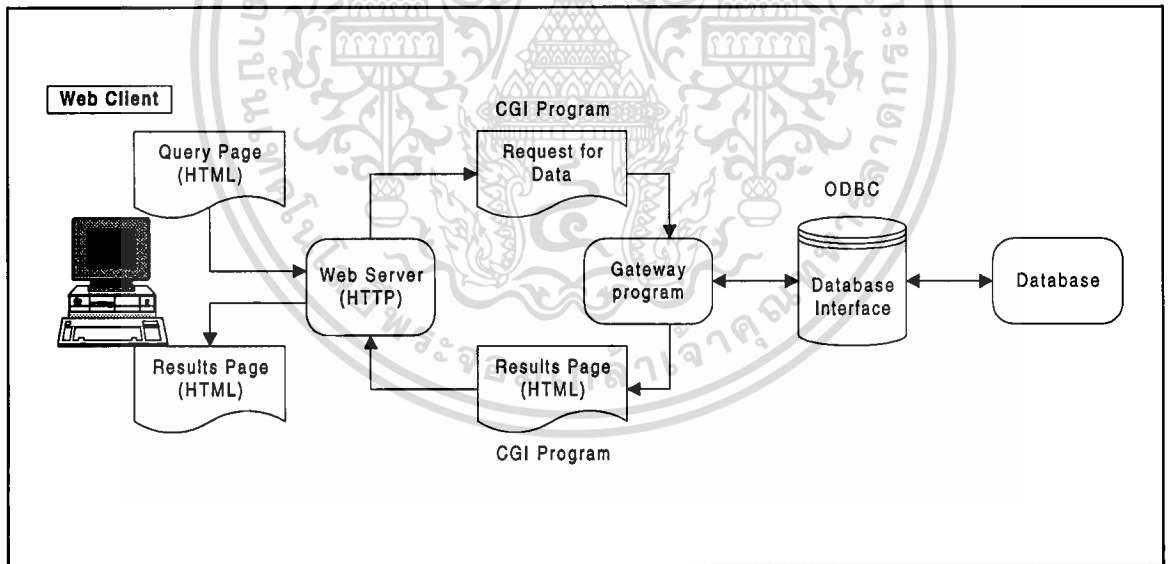 Web Client
CGI Program
Query Page
(HTML)
Request for
Data
ODBC
Web Server
(HTTP)
Gateway
program
Database
Interface
Database
Results Page
(HTML)
Results Page
(HTML)
CGI Program